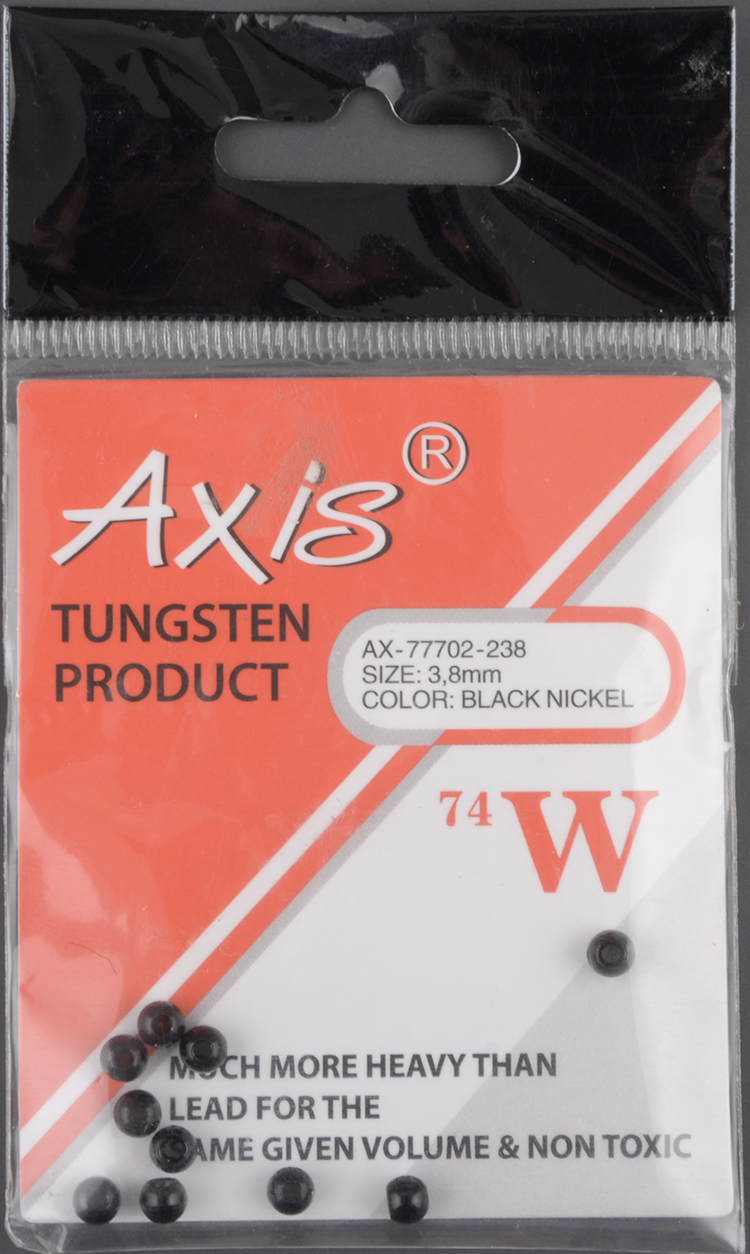 Axis®
TUNGSTEN
PRODUCT
AX-77702-238
SIZE: 3,8mm
COLOR: BLACK NICKEL
74 W
MUCH MORE HEAVY THAN
LEAD FOR THE
SAME GIVEN VOLUME & NON TOXIC